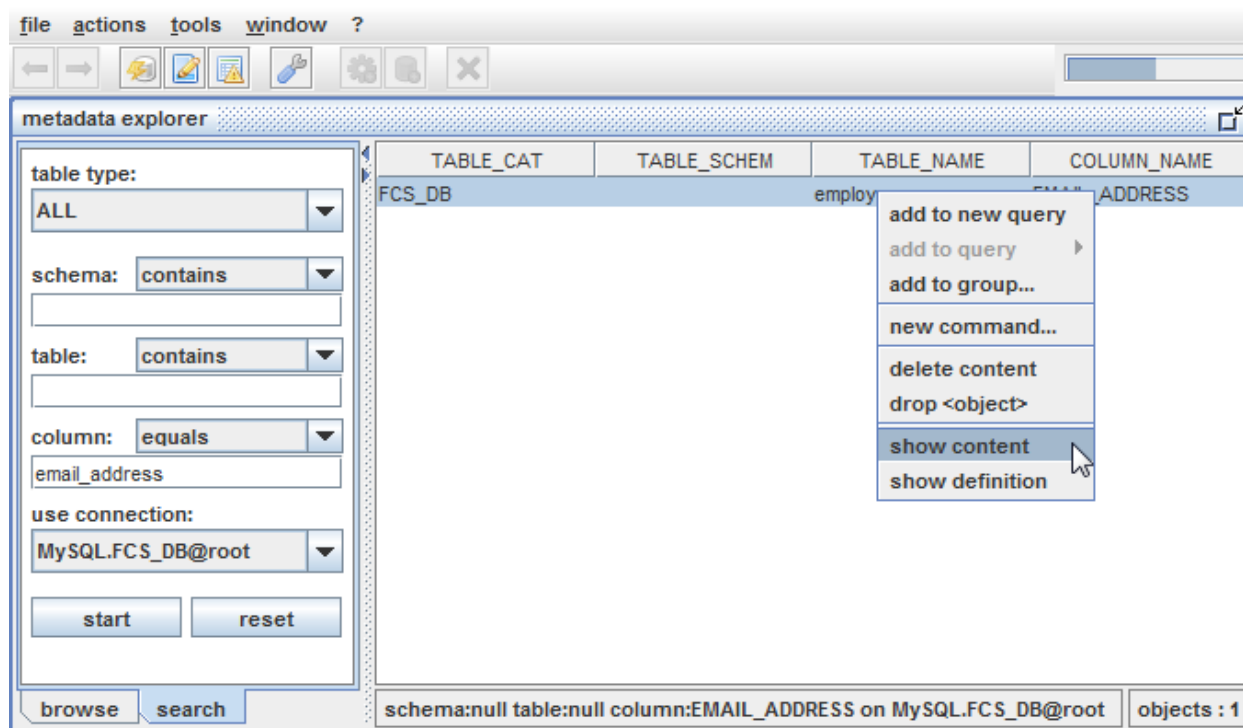 file actions tools window ?
metadata explorer
table type:
ALL
schema: contains
table: contains
column: equals
email_address
use connection:
MySQL.FCS_DB@root
start reset
browse search
TABLE_CAT TABLE_SCHEM TABLE_NAME COLUMN_NAME
FCS_DB employ ADDRESS
add to new query
add to query
add to group...
new command...
delete content
drop <object>
show content
show definition
schema:null table:null column:EMAIL_ADDRESS on MySQL.FCS_DB@root objects : 1